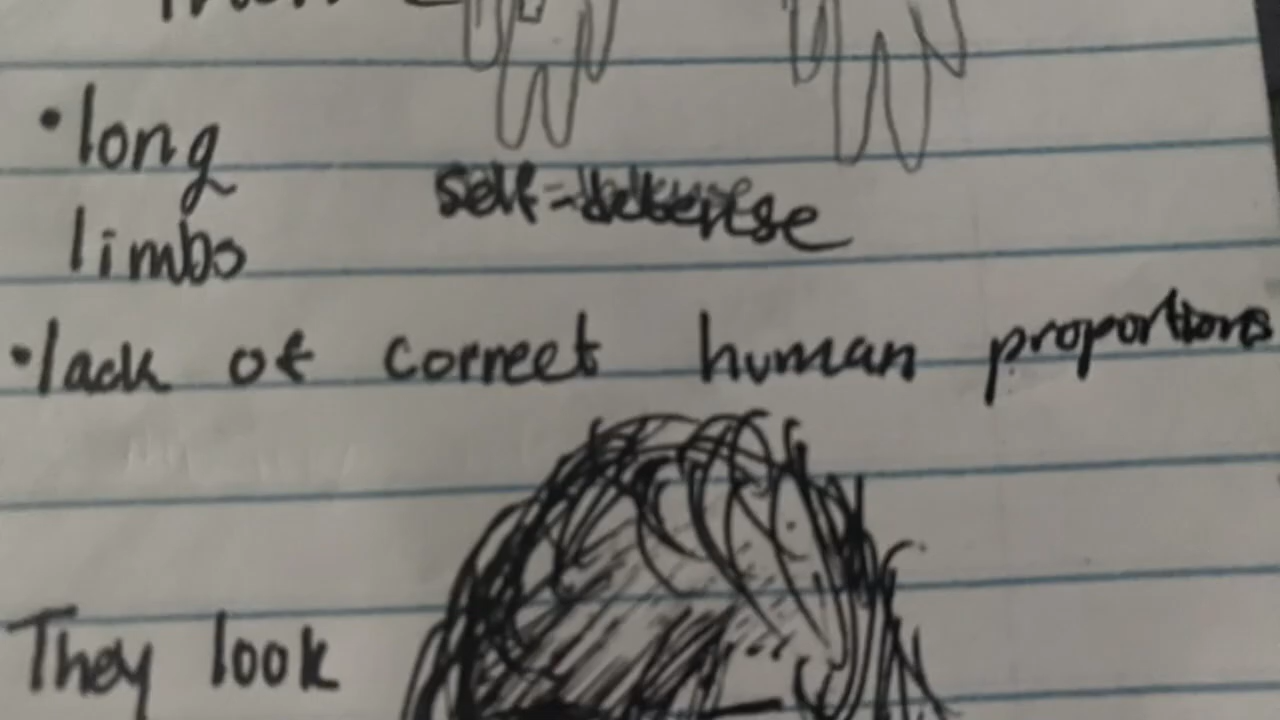 •long
limbs
self-defense
•lack of correct human proportions
They look